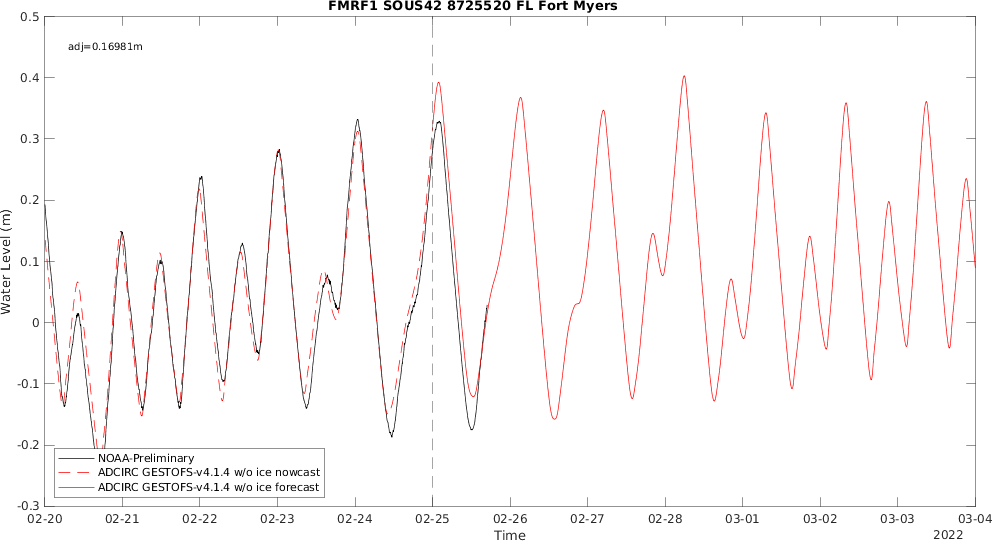 FMRF1 SOUS42 8725520 FL Fort Myers
adj=0.16981m
Water Level (m)
0.5
0.4
0.3
0.2
0.1
0
-0.1
-0.2
-0.3
NOAA-Preliminary
ADCIRC GESTOFS-v4.1.4 w/o ice nowcast
ADCIRC GESTOFS-v4.1.4 w/o ice forecast
02-20 02-21 02-22 02-23 02-24 02-25 02-26 02-27 02-28 03-01 03-02 03-03 03-04
Time
2022